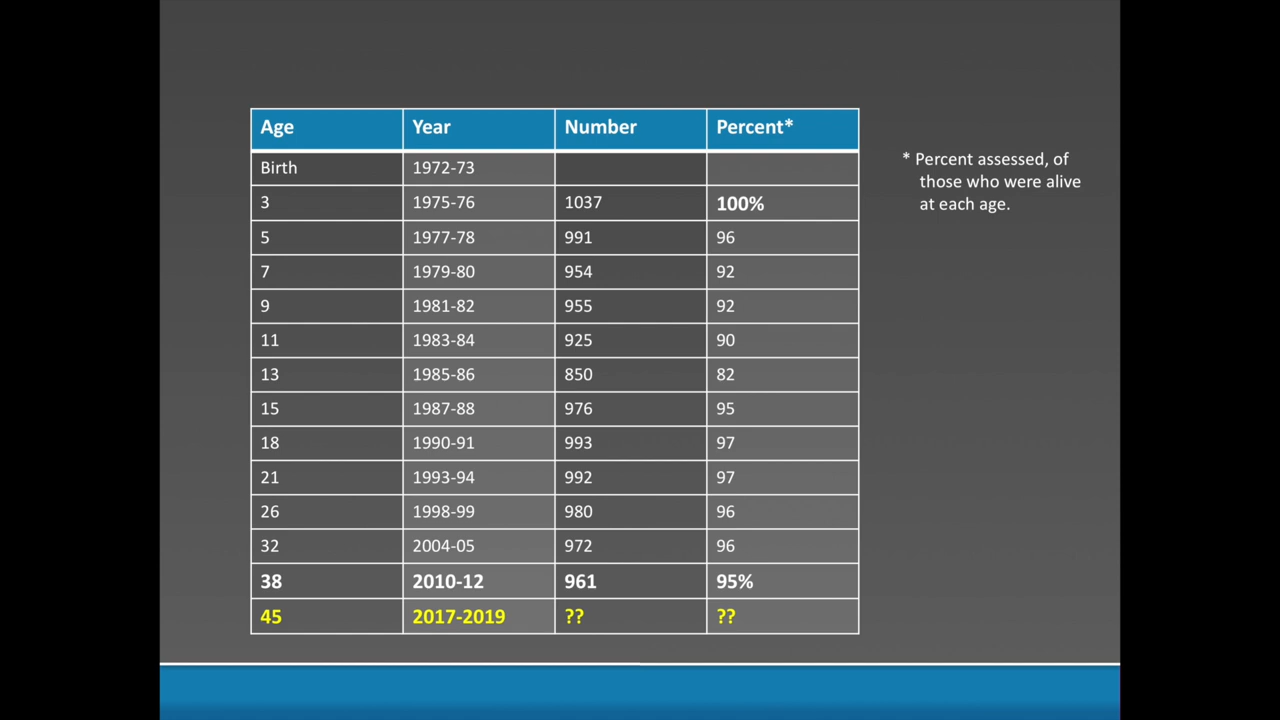 Age Year Number Percent*
Birth 1972-73
3 1975-76 1037 100%
5 1977-78 991 96
7 1979-80 954 92
9 1981-82 955 92
11 1983-84 925 90
13 1985-86 850 82
15 1987-88 976 95
18 1990-91 993 97
21 1993-94 992 97
26 1998-99 980 96
32 2004-05 972 96
38 2010-12 961 95%
45 2017-2019 ?? ??
* Percent assessed, of
those who were alive
at each age.